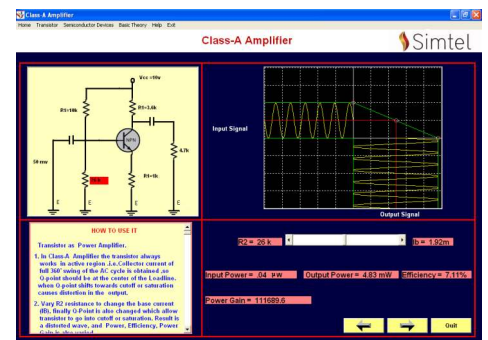 Class-A Amplifier
Home Transistor Semiconductor Devices Basic Theory Help Exit
Class-A Amplifier
Simtel
Vcc =10v
R1=3.6k
NPN
4.7k
50 mv
R1=1k
E E E E
Input Signal
Output Signal
HOW TO USE IT
Transistor as Power Amplifier.
1. in Class-A Amplifier the transistor always
works in active region .i.e.Collector current of
full 360' swing of the AC cycle is obtained ,so
Q-point should be at the center of the Loadline.
when Q-point shifts towards cutoff or saturation
causes distortion in the output.
2. Vary R2 resistance to change the base current
(IB), finally Q-Point is also changed which allow
transistor to go into cutoff or saturation. Result is
a distorted wave, and Power, Efficiency, Power
Gain is also varied
R2 = 26 k
Ib = 1.92m
Input Power = .04 µW
Output Power = 4.83 mW
Efficiency = 7.11%
Power Gain = 111689.6
Quit